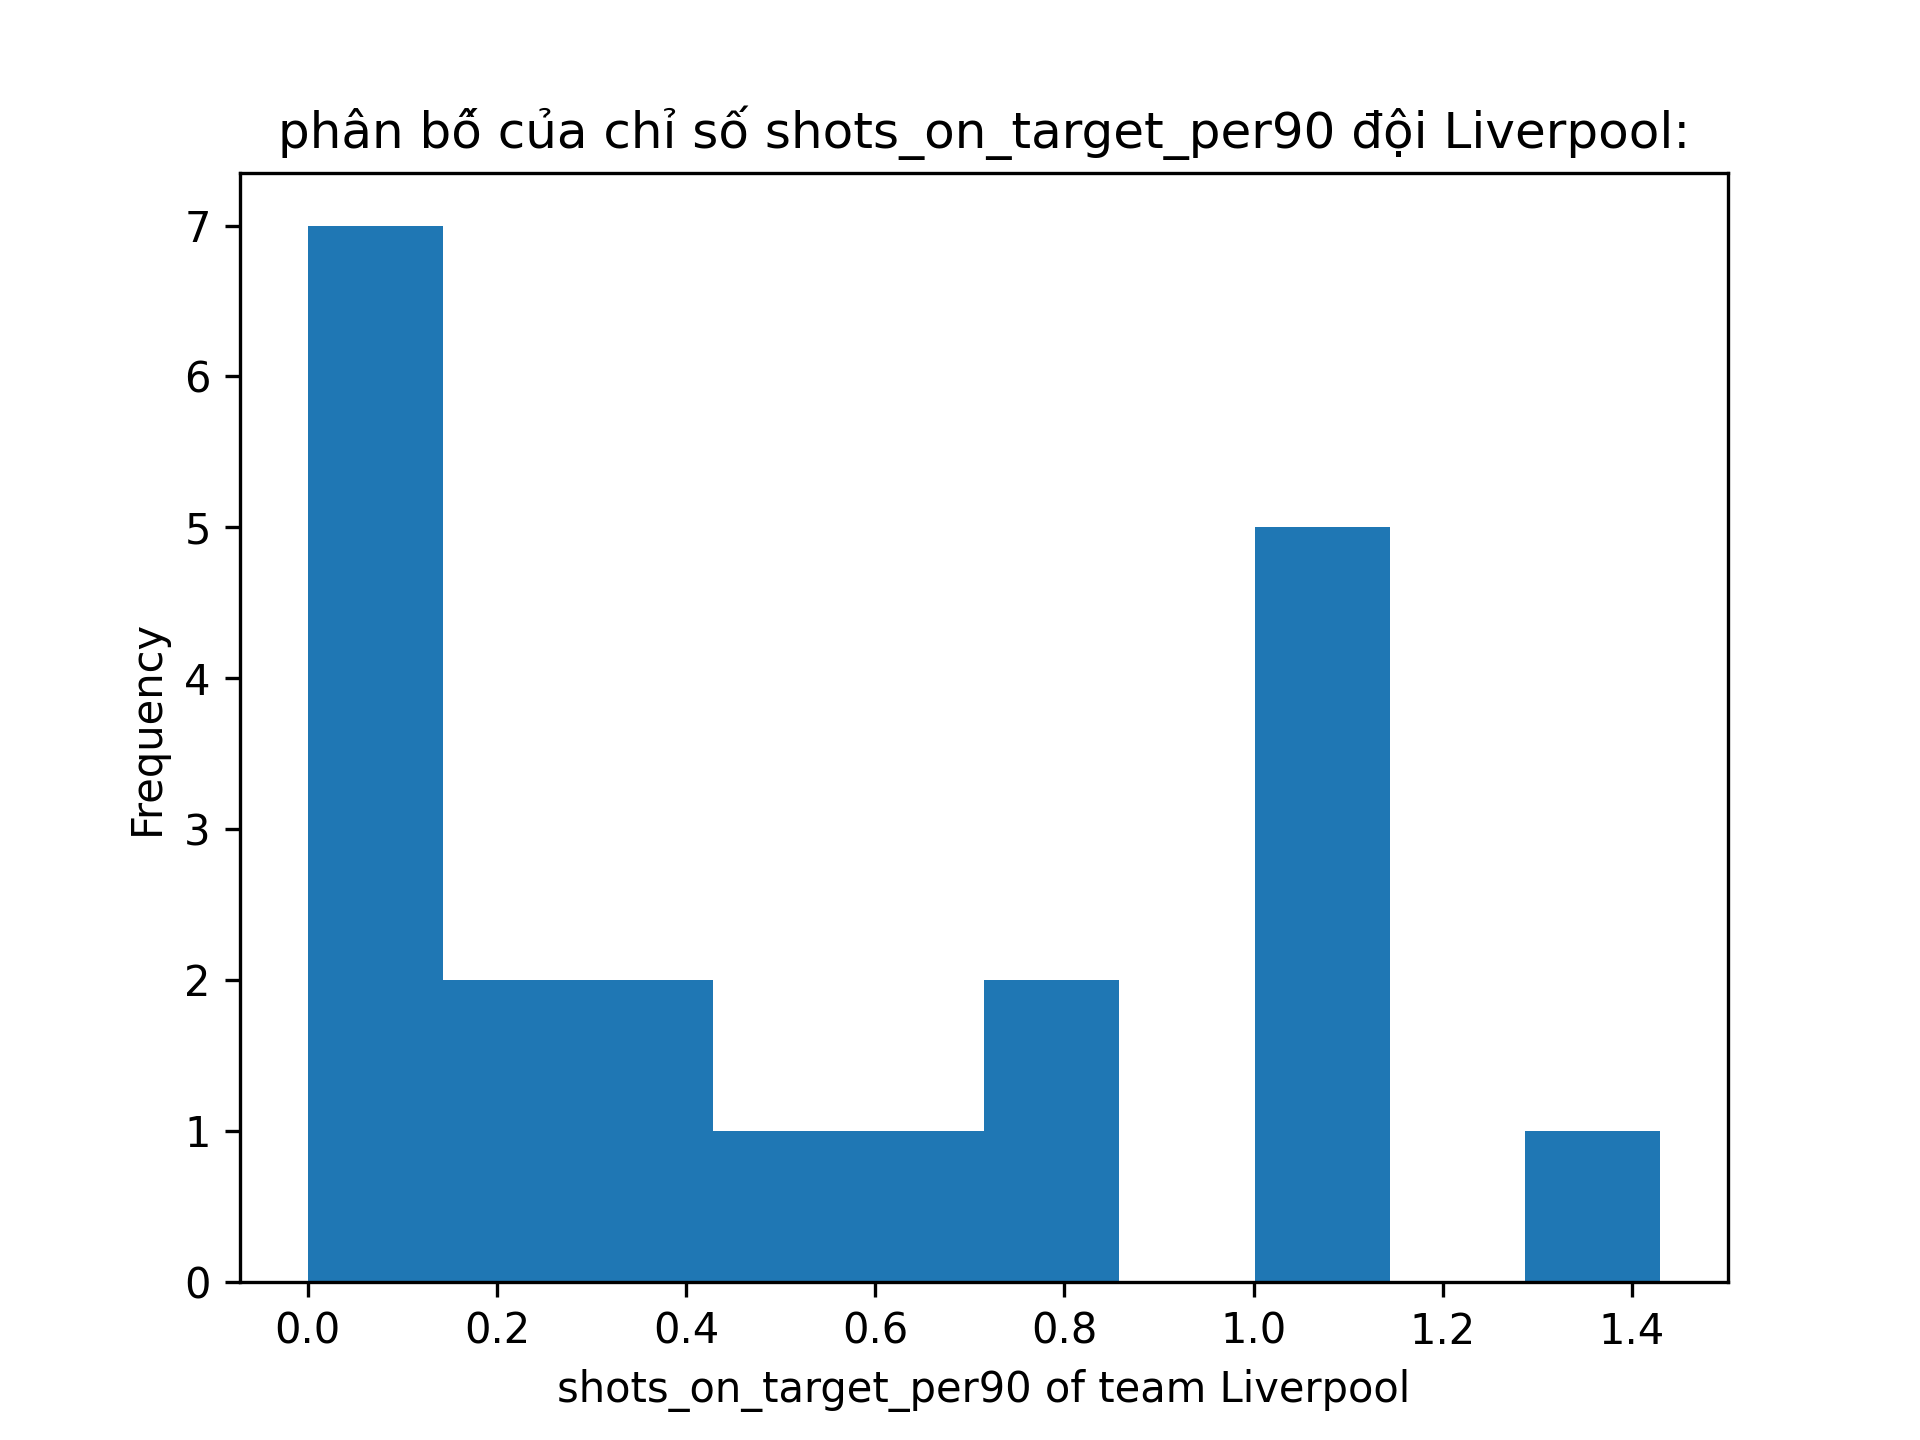 phân bố́ của chỉ số shots_on_target_per90 đội Liverpool:
7
6
5
4
3
2
1
0
Frequency
0.0 0.2 0.4 0.6 0.8 1.0 1.2 1.4
shots_on_target_per90 of team Liverpool